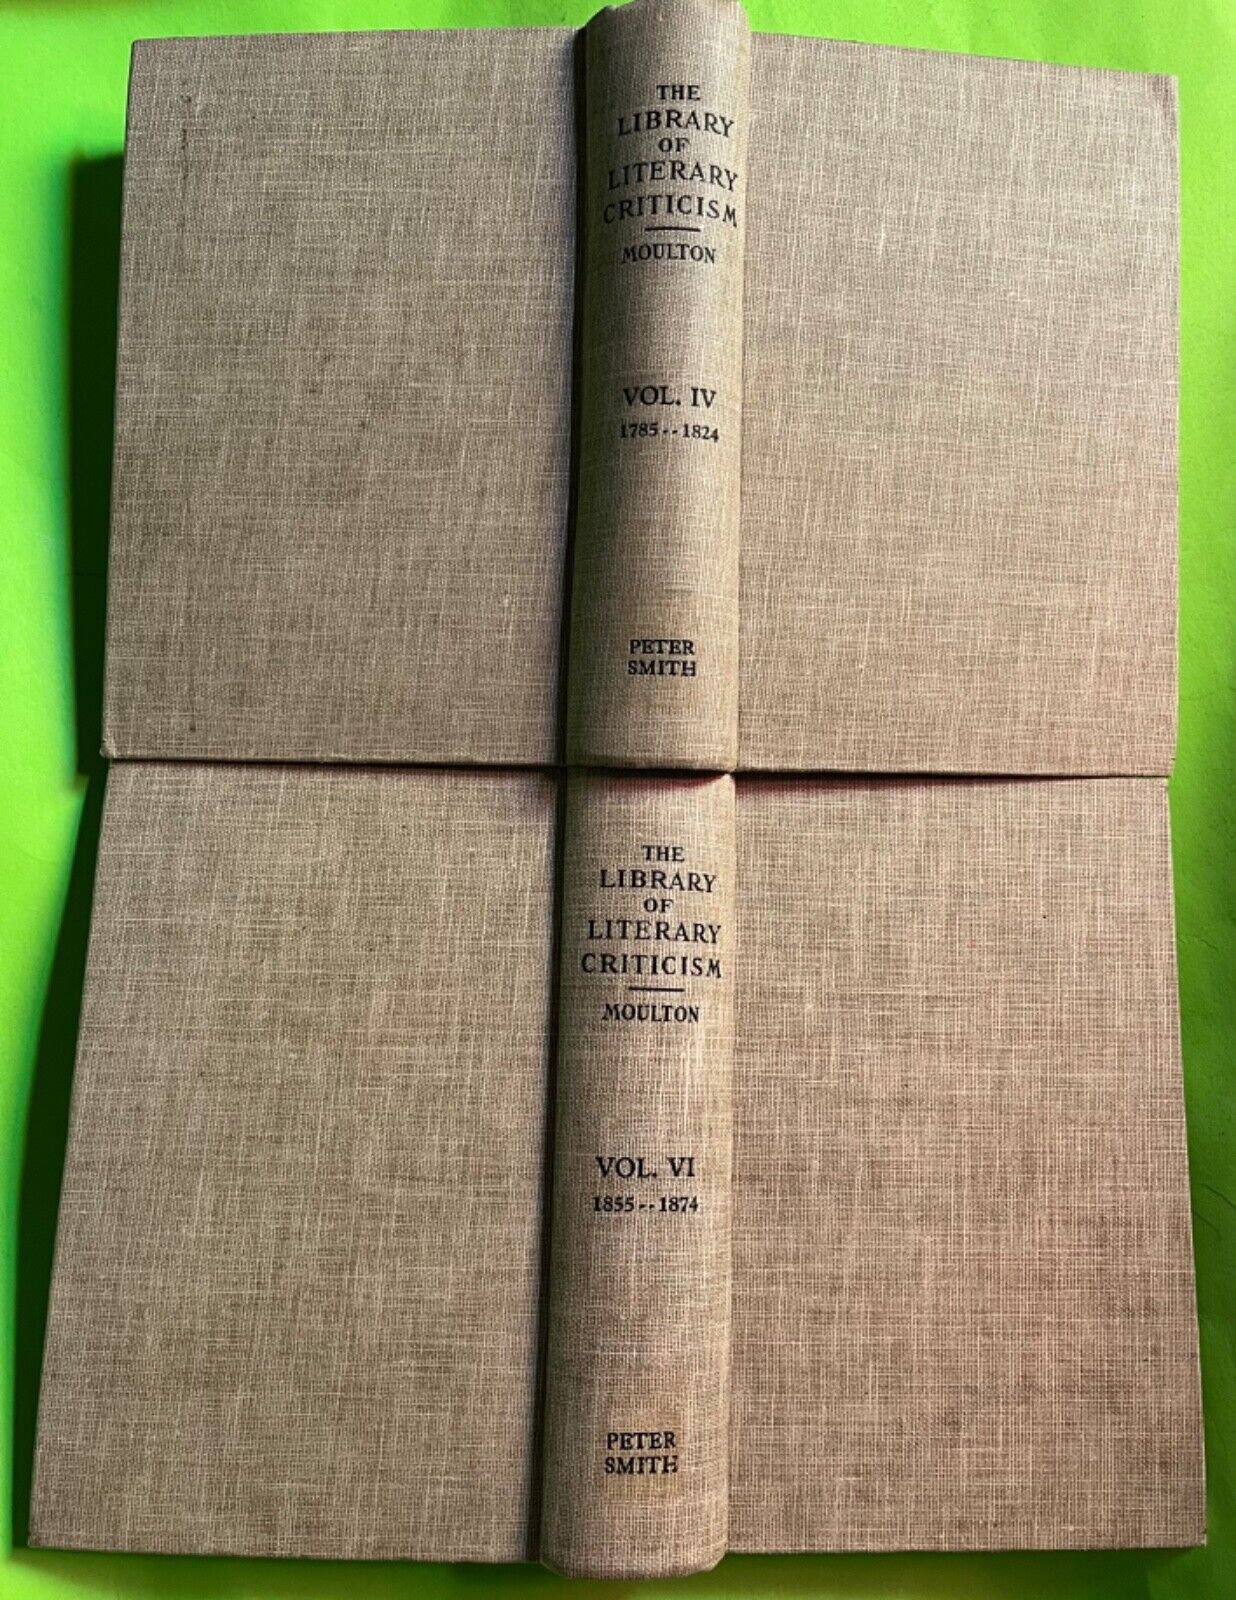 THE
LIBRARY
OF
LITERARY
CRITICISM
MOULTON
VOL. IV
1785--1824
PETER
SMITH
THE
LIBRARY
OF
LITERARY
CRITICISM
MOULTON
VOL. VI
1855--1874
PETER
SMITH